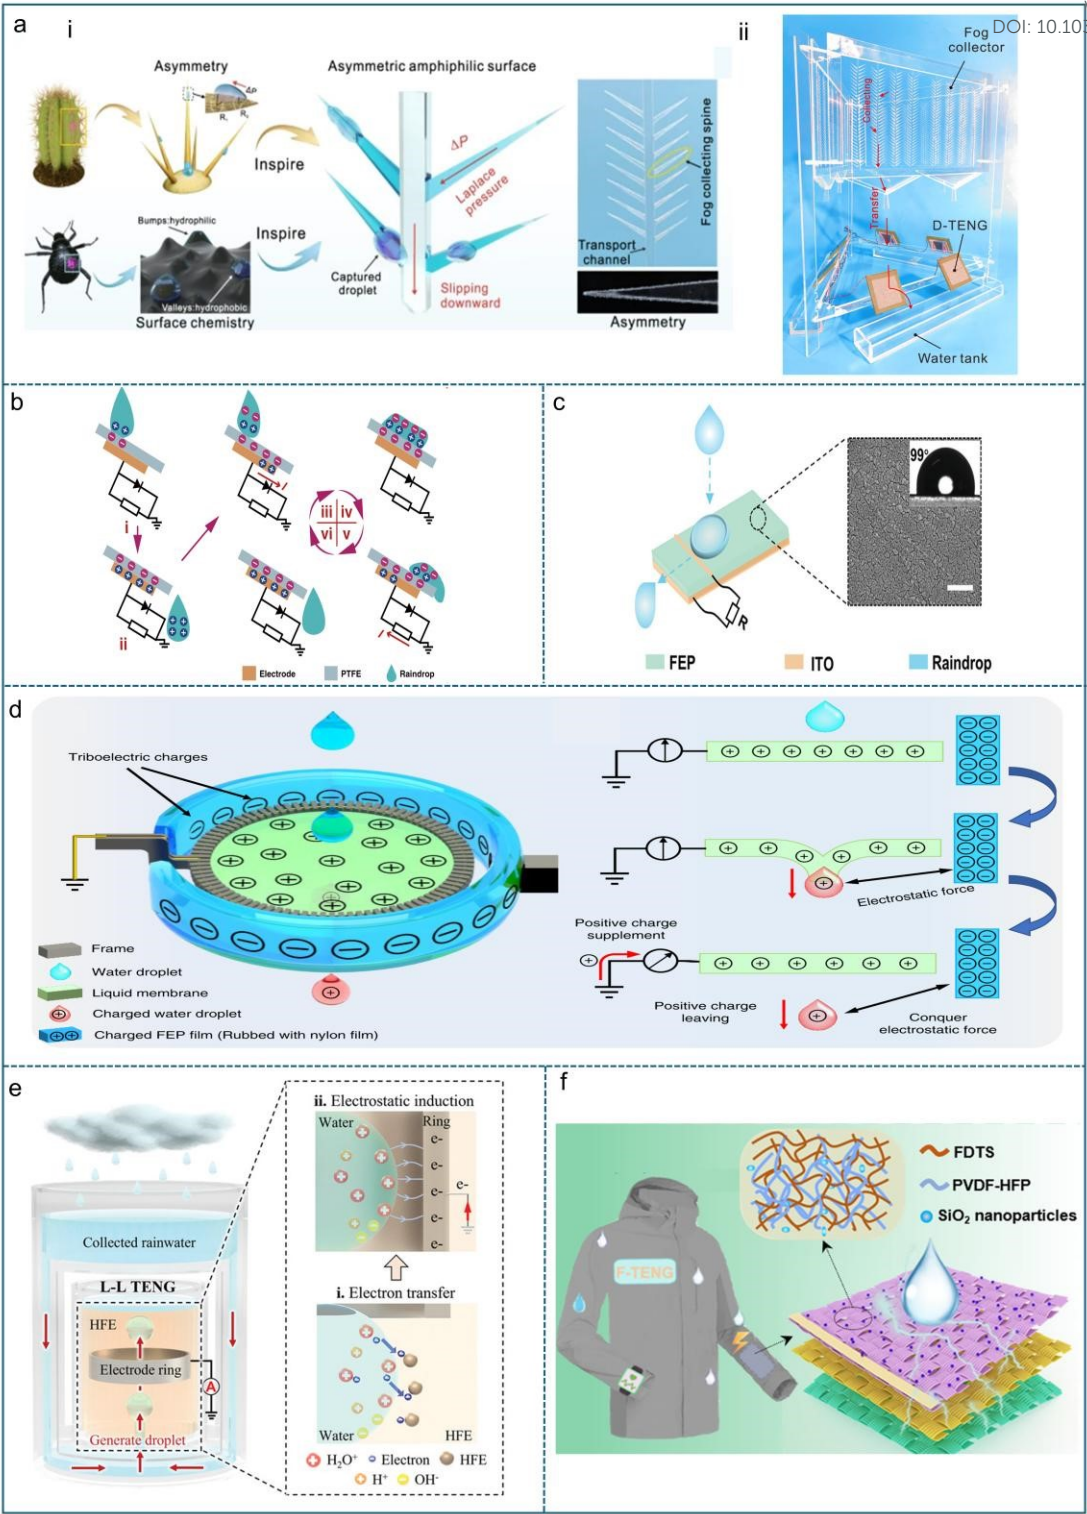 a
i
ii
DOI: 10.103
Fog
collector
Asymmetry
Asymmetric amphiphilic surface
ΔP
R₁
R₂
Inspire
ΔP
Laplace
pressure
Fog collecting spine
Collecting
Transfer
D-TENG
Bumps:hydrophilic
Inspire
Valleys:hydrophobic
Surface chemistry
Captured
droplet
Slipping
downward
Transport
channel
Asymmetry
Water tank
b
i
ii
I
iii iv
vi v
I
Electrode
PTFE
Raindrop
c
99°
R
FEP
ITO
Raindrop
d
Triboelectric charges
Frame
Water droplet
Liquid membrane
Charged water droplet
Charged FEP film (Rubbed with nylon film)
Electrostatic force
Positive charge
supplement
Positive charge
leaving
Conquer
electrostatic force
e
Collected rainwater
L-L TENG
HFE
Electrode ring
A
Generate droplet
ii. Electrostatic induction
Water
Ring
e-
e-
e-
e-
e-
e-
i. Electron transfer
Water
HFE
H₂O⁺
Electron
HFE
H⁺
OH⁻
f
FDTS
PVDF-HFP
SiO₂ nanoparticles
F-TENG